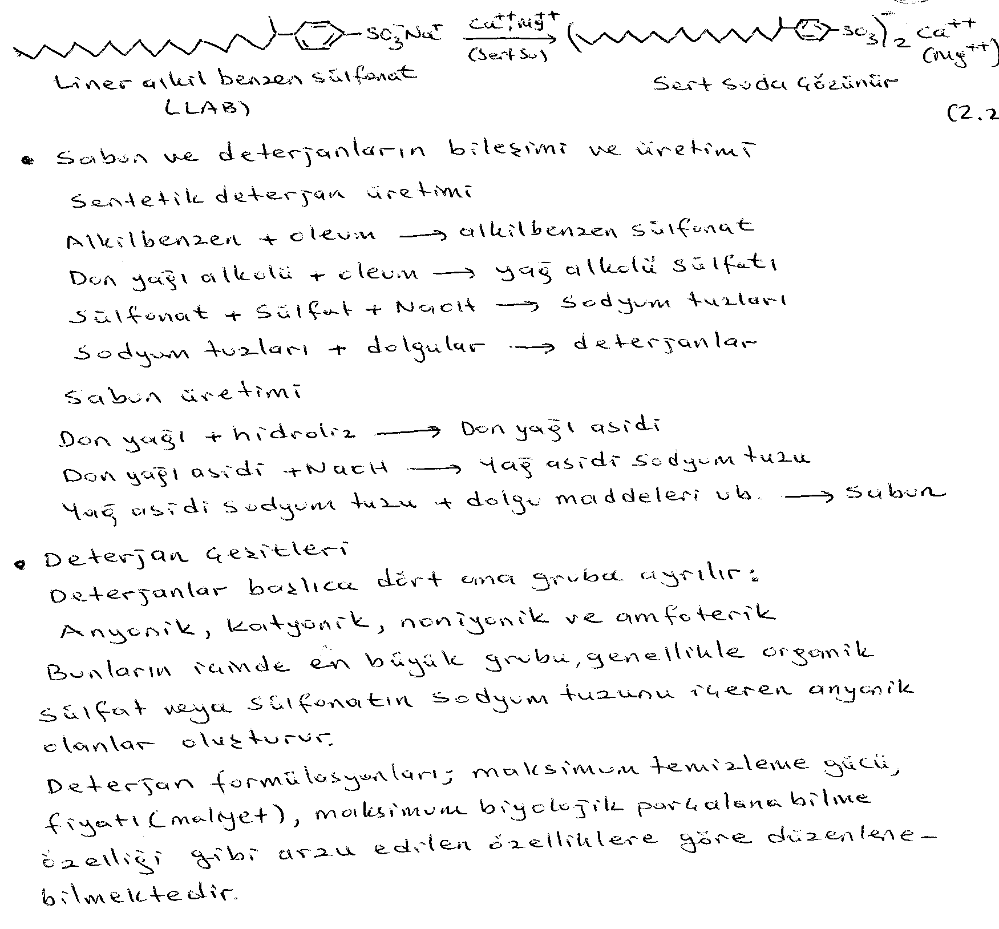 SO₃⁻Na⁺ Ca⁺⁺, Mg⁺⁺ (Sert Su) ( SO₃)⁻₂ Ca⁺⁺ (Mg⁺⁺)
Liner alkil benzen sülfonat Sert suda çözünür
(LAB)
(2.2
• Sabun ve deterjanların bileşimi ve üretimi
Sentetik deterjan üretimi
Alkilbenzen + oleum → alkilbenzen sülfonat
Don yağı alkolü + oleum → yağ alkolü sülfatı
Sülfonat + Sülfat + NaOH → Sodyum tuzları
Sodyum tuzları + dolgular → deterjanlar
Sabun üretimi
Don yağı + hidroliz → Don yağı asidi
Don yağı asidi + NaOH → Yağ asidi Sodyum tuzu
Yağ asidi sodyum tuzu + dolgu maddeleri vb. → Sabun
• Deterjan Çeşitleri
Deterjanlar başlıca dört ana gruba ayrılır:
Anyonik, katyonik, noniyonik ve amfoterik
Bunların içinde en büyük grubu, genellikle organik
sülfat veya sülfonatın sodyum tuzunu içeren anyonik
olanlar oluşturur.
Deterjan formülasyonları; maksimum temizleme gücü,
fiyatı (maliyet), maksimum biyolojik parçalanabilme
özelliği gibi arzu edilen özelliklere göre düzenlene-
bilmektedir.